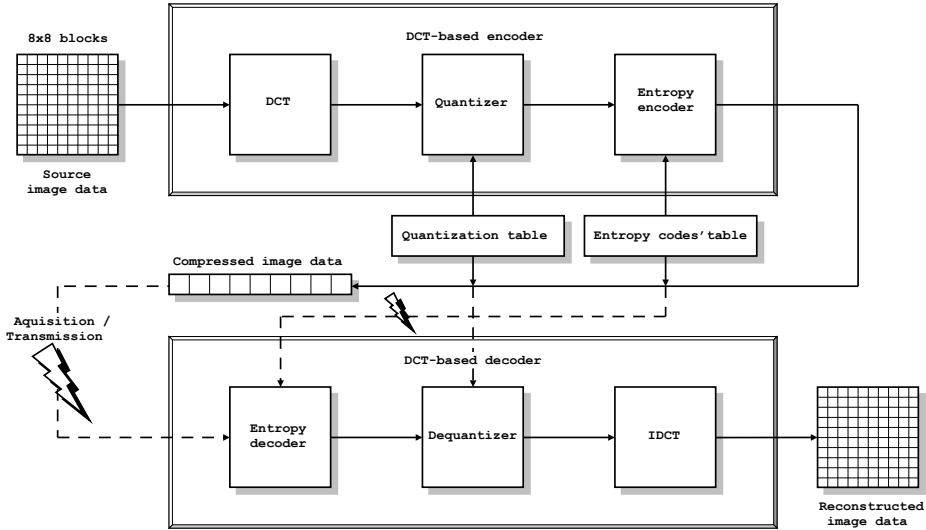 8x8 blocks
DCT-based encoder
DCT
Quantizer
Entropy
encoder
Source
image data
Quantization table
Entropy codes'table
Compressed image data
Aquisition /
Transmission
DCT-based decoder
Entropy
decoder
Dequantizer
IDCT
Reconstructed
image data